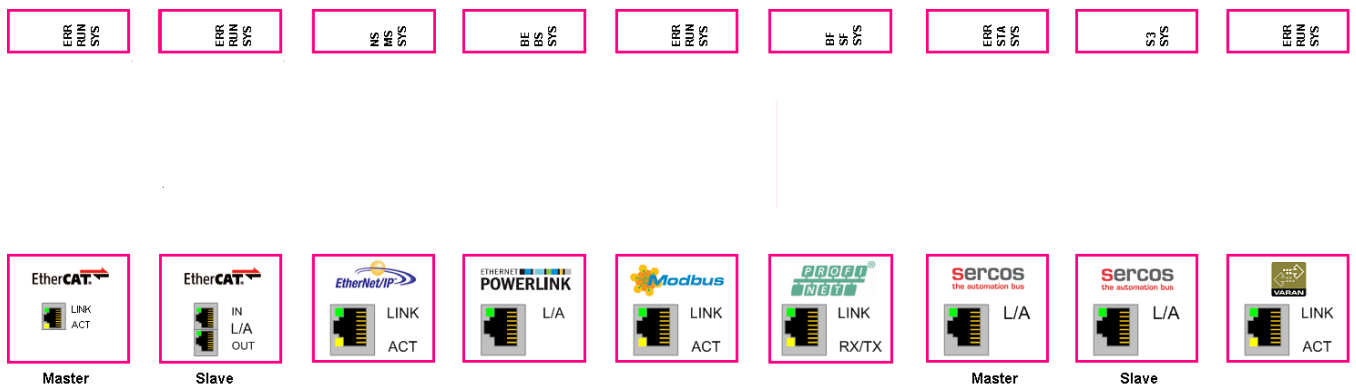 ERR
RUN
SYS
ERR
RUN
SYS
NS
MS
SYS
BE
BS
SYS
ERR
RUN
SYS
BF
SF
SYS
ERR
STA
SYS
S3
SYS
ERR
RUN
SYS
EtherCAT.
LINK
ACT
Master
EtherCAT.
IN
L/A
OUT
Slave
EtherNet/IP
LINK
ACT
ETHERNET
POWERLINK
L/A
Modbus
LINK
ACT
PROFI
NET
LINK
RX/TX
sercos
the automation bus
L/A
Master
sercos
the automation bus
L/A
Slave
VARAN
LINK
ACT